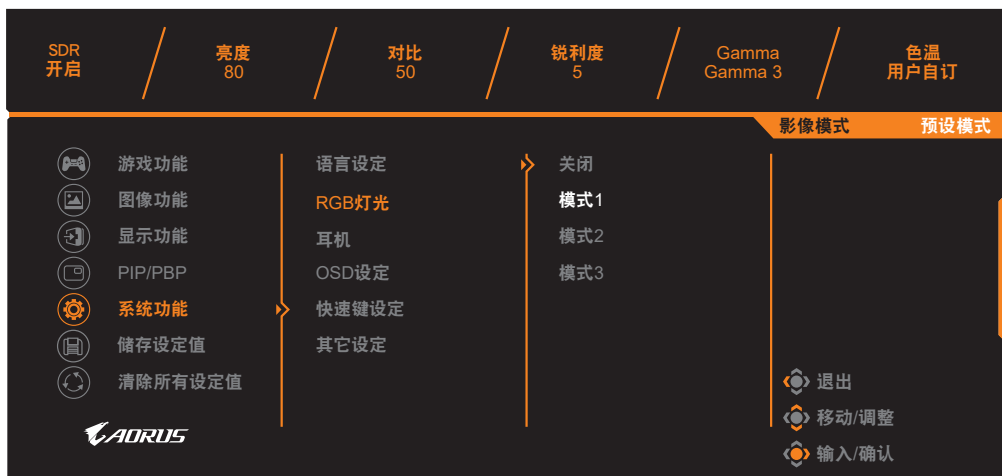 SDR
开启
亮度
80
对比
50
锐利度
5
Gamma
Gamma 3
色温
用户自订
影像模式
预设模式
游戏功能
图像功能
显示功能
PIP/PBP
系统功能
储存设定值
清除所有设定值
语言设定
RGB灯光
耳机
OSD设定
快速键设定
其它设定
关闭
模式1
模式2
模式3
退出
移动/调整
输入/确认
AORUS